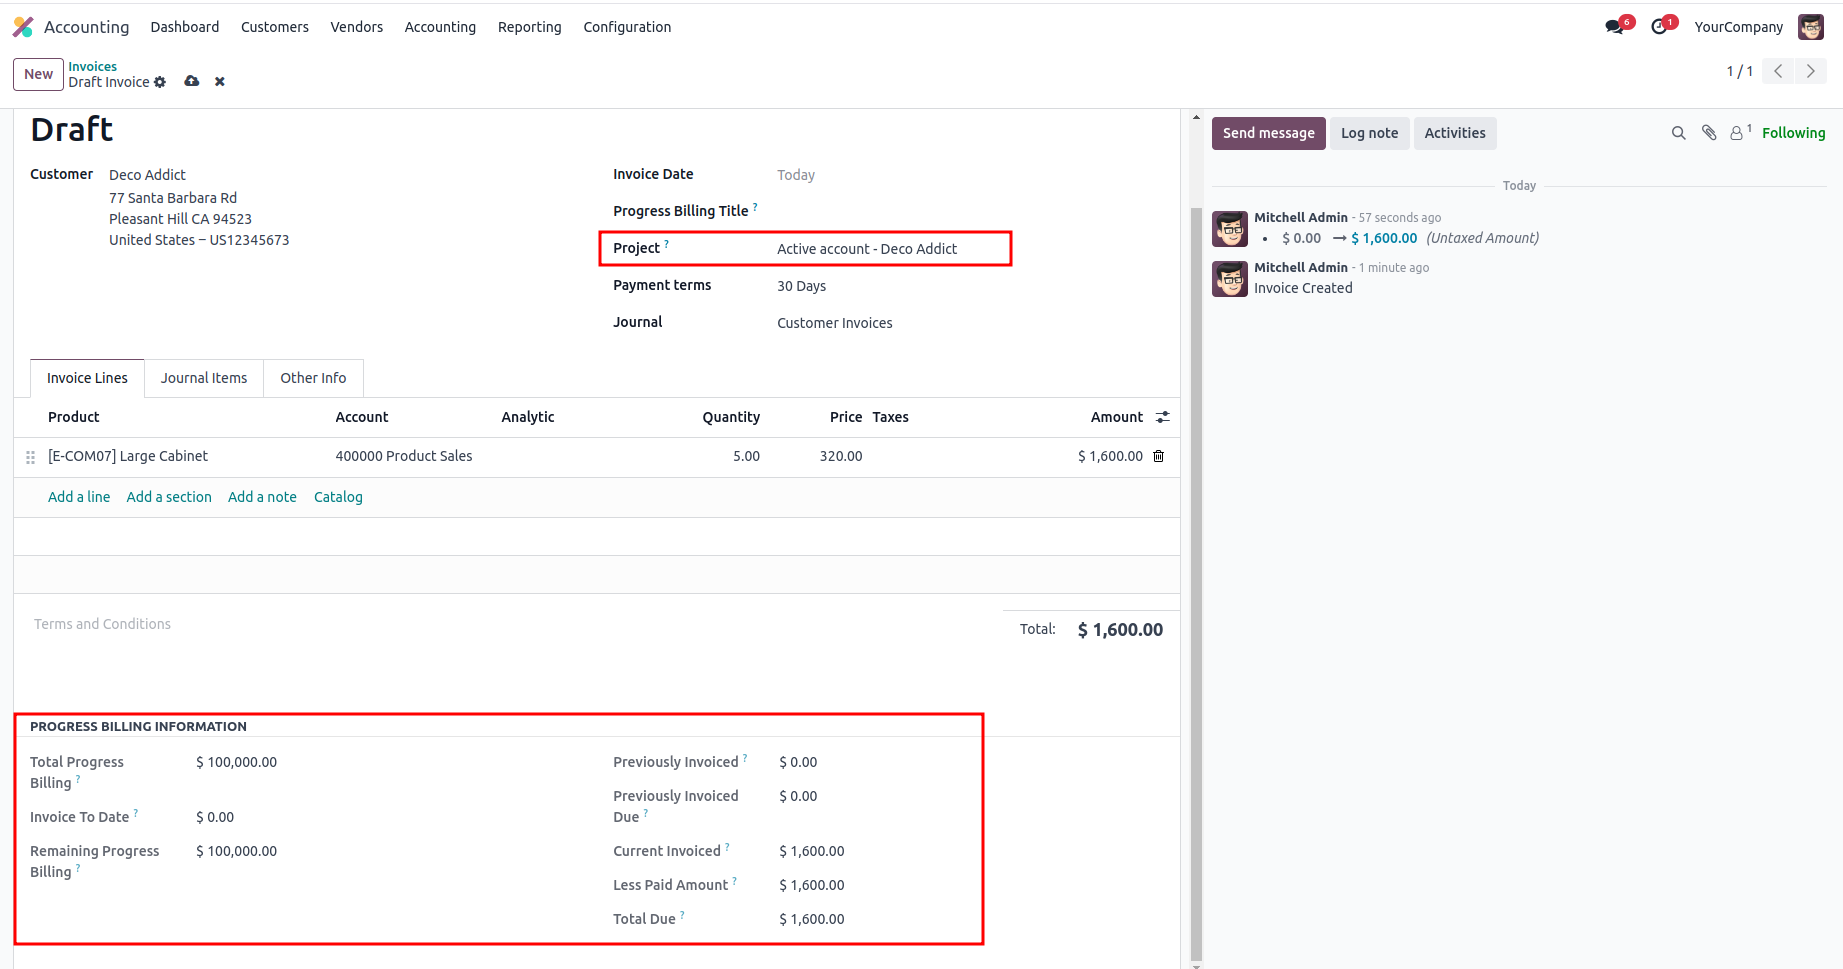 Accounting Dashboard Customers Vendors Accounting Reporting Configuration 6 1 YourCompany
New Invoices
Draft Invoice
1 / 1
Draft
Customer Deco Addict
77 Santa Barbara Rd
Pleasant Hill CA 94523
United States – US12345673
Invoice Date Today
Progress Billing Title ?
Project ? Active account - Deco Addict
Payment terms 30 Days
Journal Customer Invoices
Invoice Lines Journal Items Other Info
Product Account Analytic Quantity Price Taxes Amount
[E-COM07] Large Cabinet 400000 Product Sales 5.00 320.00 $ 1,600.00
Add a line Add a section Add a note Catalog
Terms and Conditions
Total: $ 1,600.00
PROGRESS BILLING INFORMATION
Total Progress
Billing ? $ 100,000.00
Invoice To Date ? $ 0.00
Remaining Progress
Billing ? $ 100,000.00
Previously Invoiced ? $ 0.00
Previously Invoiced
Due ? $ 0.00
Current Invoiced ? $ 1,600.00
Less Paid Amount ? $ 1,600.00
Total Due ? $ 1,600.00
Send message Log note Activities 1 Following
Today
Mitchell Admin - 57 seconds ago
• $ 0.00 → $ 1,600.00 (Untaxed Amount)
Mitchell Admin - 1 minute ago
Invoice Created